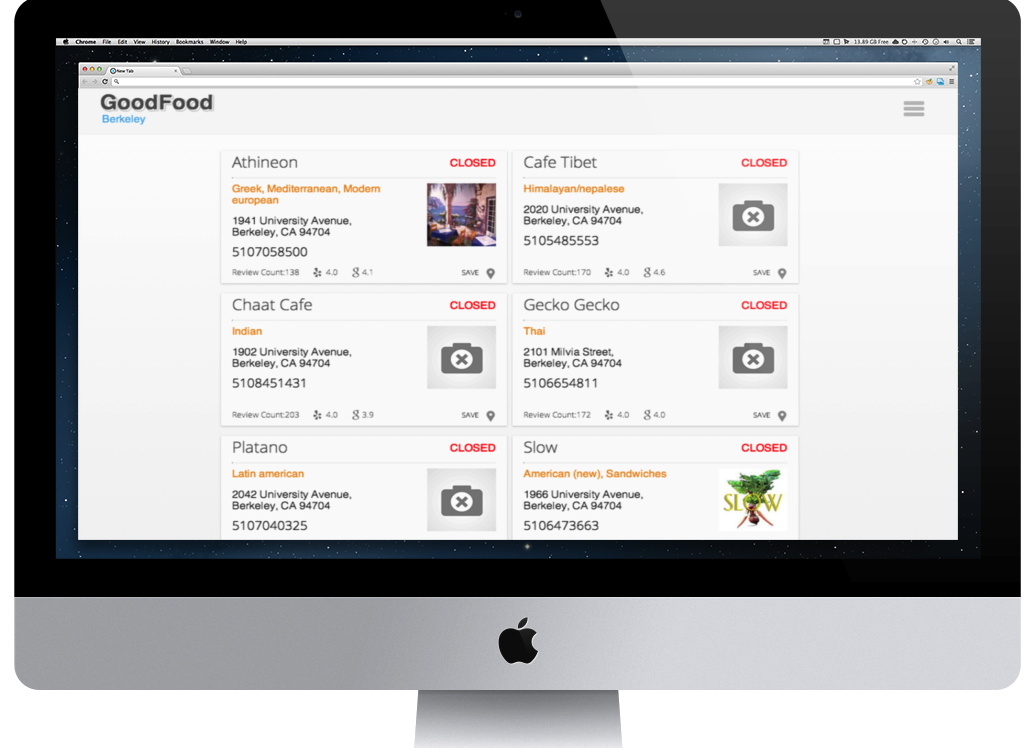 Chrome File Edit View History Bookmarks Window Help
13.89 GB Free
New Tab
GoodFood
Berkeley
Athineon CLOSED
Greek, Mediterranean, Modern
european
1941 University Avenue,
Berkeley, CA 94704
5107058500
Review Count:138 4.0 4.1 SAVE
Cafe Tibet CLOSED
Himalayan/nepalese
2020 University Avenue,
Berkeley, CA 94704
5105485553
Review Count:170 4.0 4.6 SAVE
Chaat Cafe CLOSED
Indian
1902 University Avenue,
Berkeley, CA 94704
5108451431
Review Count:203 4.0 3.9 SAVE
Gecko Gecko CLOSED
Thai
2101 Milvia Street,
Berkeley, CA 94704
5106654811
Review Count:172 4.0 4.0 SAVE
Platano CLOSED
Latin american
2042 University Avenue,
Berkeley, CA 94704
5107040325
Slow CLOSED
American (new), Sandwiches
1966 University Avenue,
Berkeley, CA 94704
5106473663
SLOW